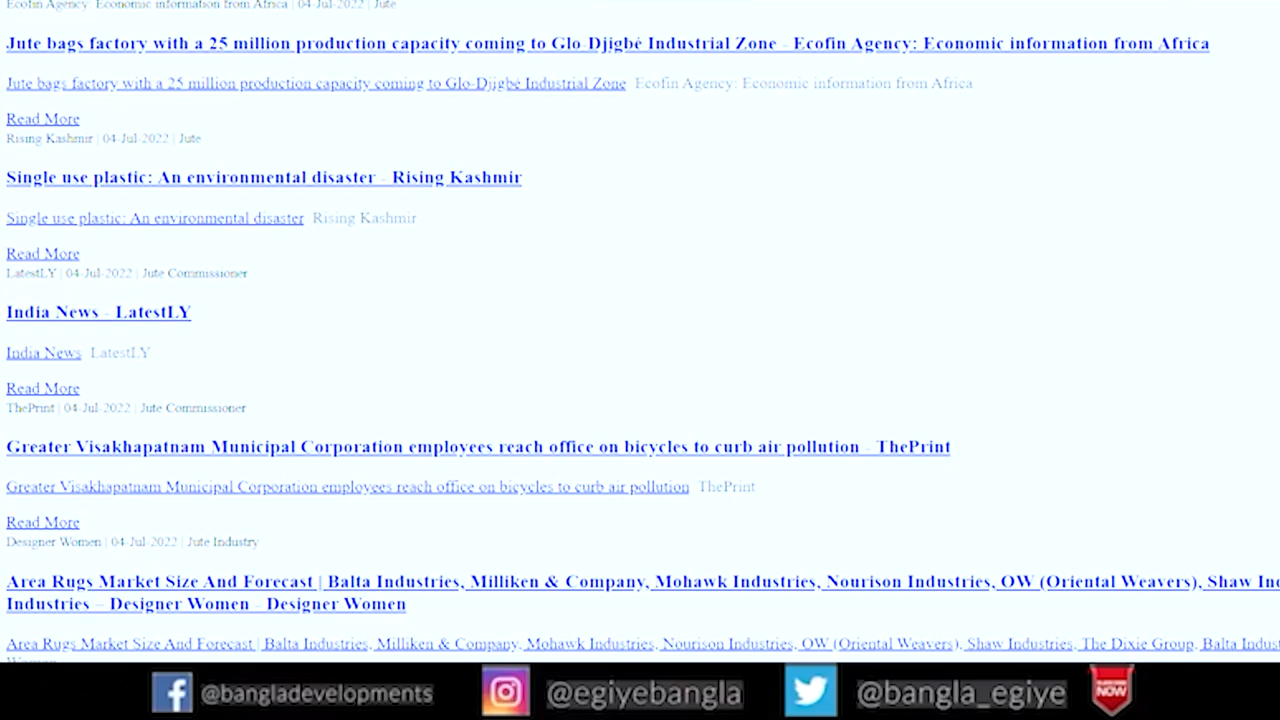 Ecofin Agency: Economic information from Africa | 04-Jul-2022 | Jute
Jute bags factory with a 25 million production capacity coming to Glo-Djigbé Industrial Zone - Ecofin Agency: Economic information from Africa
Jute bags factory with a 25 million production capacity coming to Glo-Djigbé Industrial Zone Ecofin Agency: Economic information from Africa
Read More
Rising Kashmir | 04-Jul-2022 | Jute
Single use plastic: An environmental disaster - Rising Kashmir
Single use plastic: An environmental disaster Rising Kashmir
Read More
LatestLY | 04-Jul-2022 | Jute Commissioner
India News - LatestLY
India News LatestLY
Read More
ThePrint | 04-Jul-2022 | Jute Commissioner
Greater Visakhapatnam Municipal Corporation employees reach office on bicycles to curb air pollution - ThePrint
Greater Visakhapatnam Municipal Corporation employees reach office on bicycles to curb air pollution ThePrint
Read More
Designer Women | 04-Jul-2022 | Jute Industry
Area Rugs Market Size And Forecast | Balta Industries, Milliken & Company, Mohawk Industries, Nourison Industries, OW (Oriental Weavers), Shaw
Industries – Designer Women - Designer Women
Area Rugs Market Size And Forecast | Balta Industries, Milliken & Company, Mohawk Industries, Nourison Industries, OW (Oriental Weavers), Shaw Industries, The Dixie Group, Balta
@bangladevelopments @egiyebangla @bangla_egiye NOW